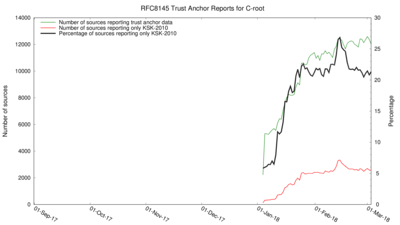 RFC8145 Trust Anchor Reports for C-root
Number of sources reporting trust anchor data
Number of sources reporting only KSK-2010
Percentage of sources reporting only KSK-2010
14000
12000
10000
8000
6000
4000
2000
0
Number of sources
30
25
20
15
10
5
0
Percentage
01-Sep-17
01-Oct-17
01-Nov-17
01-Dec-17
01-Jan-18
01-Feb-18
01-Mar-18